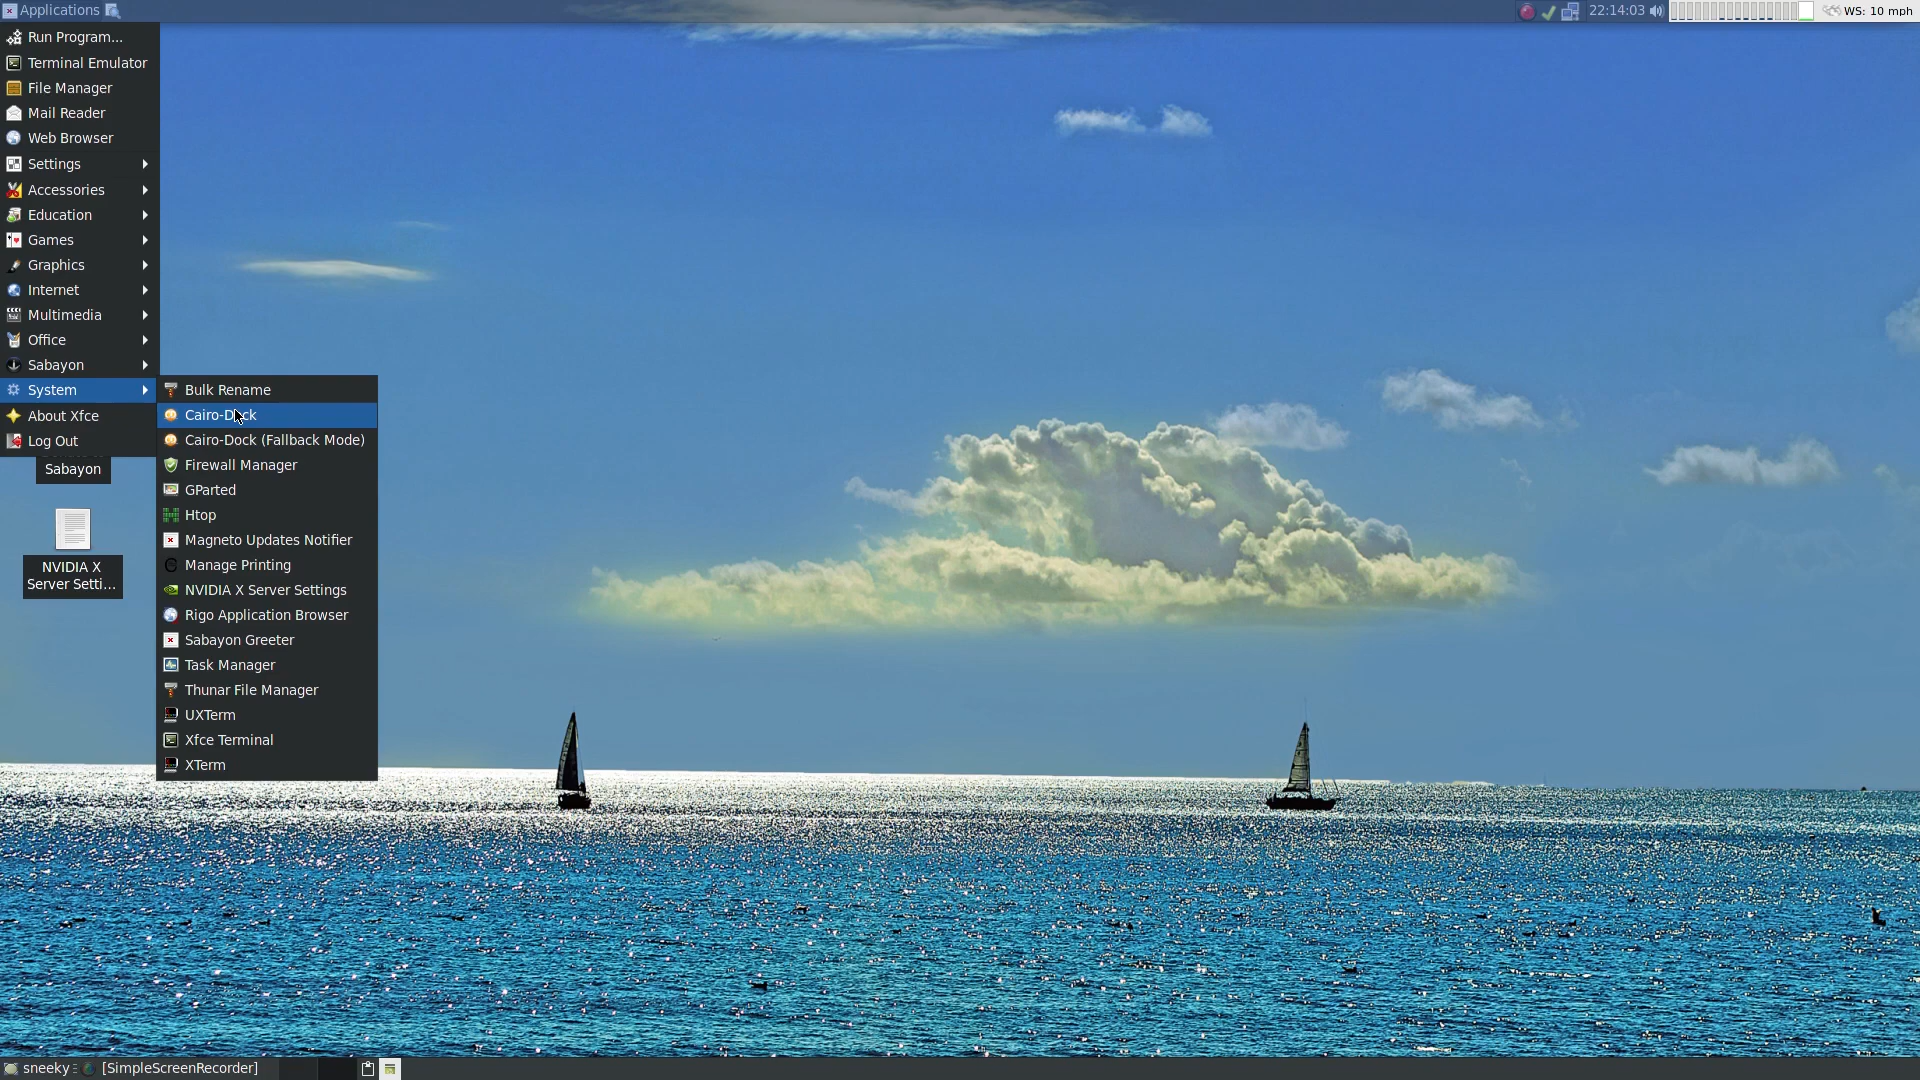 Applications
22:14:03
WS: 10 mph
Run Program...
Terminal Emulator
File Manager
Mail Reader
Web Browser
Settings
Accessories
Education
Games
Graphics
Internet
Multimedia
Office
Sabayon
System
About Xfce
Log Out
Bulk Rename
Cairo-Dock
Cairo-Dock (Fallback Mode)
Firewall Manager
GParted
Htop
Magneto Updates Notifier
Manage Printing
NVIDIA X Server Settings
Rigo Application Browser
Sabayon Greeter
Task Manager
Thunar File Manager
UXTerm
Xfce Terminal
XTerm
Sabayon
NVIDIA X
Server Setti...
sneeky
[SimpleScreenRecorder]